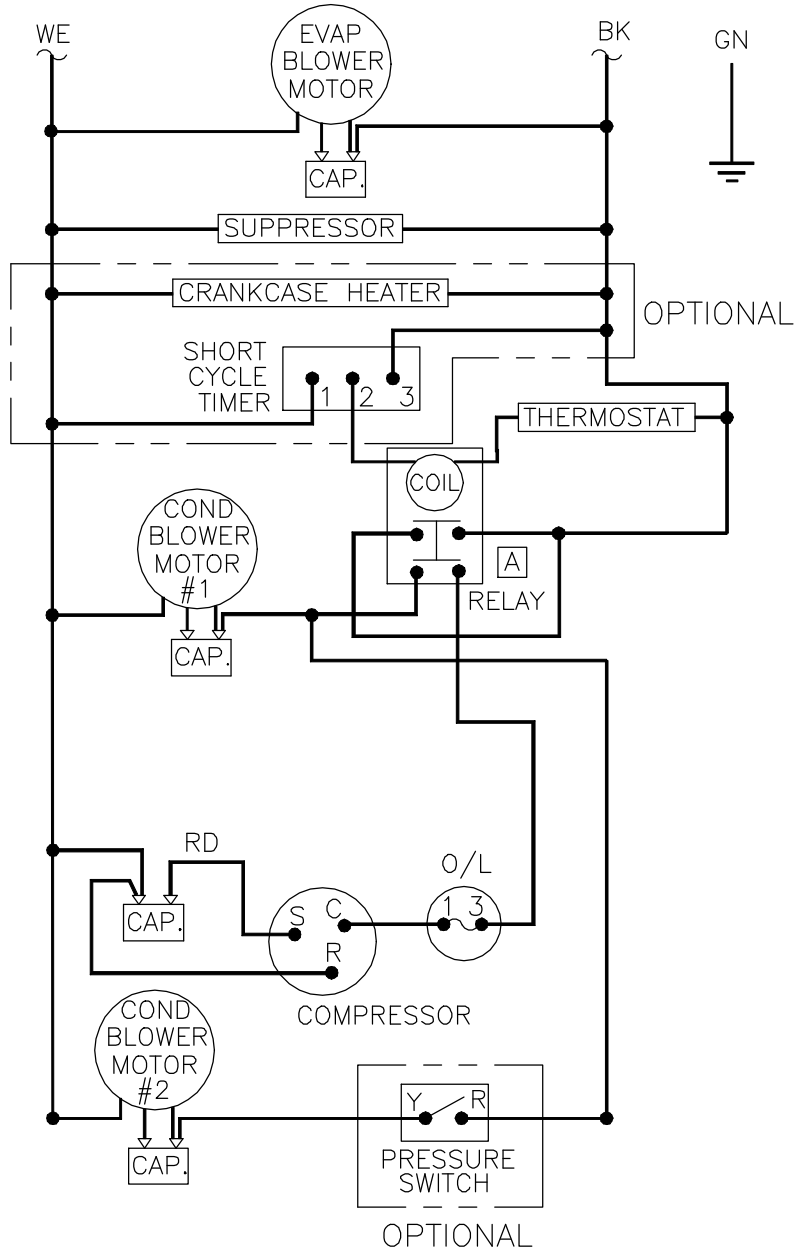 WE
EVAP
BLOWER
MOTOR
BK
GN
CAP.
SUPPRESSOR
CRANKCASE HEATER
OPTIONAL
SHORT
CYCLE
TIMER
1 2 3
THERMOSTAT
COIL
COND
BLOWER
MOTOR
#1
A
RELAY
CAP.
RD
O/L
CAP.
S C
R
1 3
COMPRESSOR
COND
BLOWER
MOTOR
#2
Y R
CAP.
PRESSURE
SWITCH
OPTIONAL